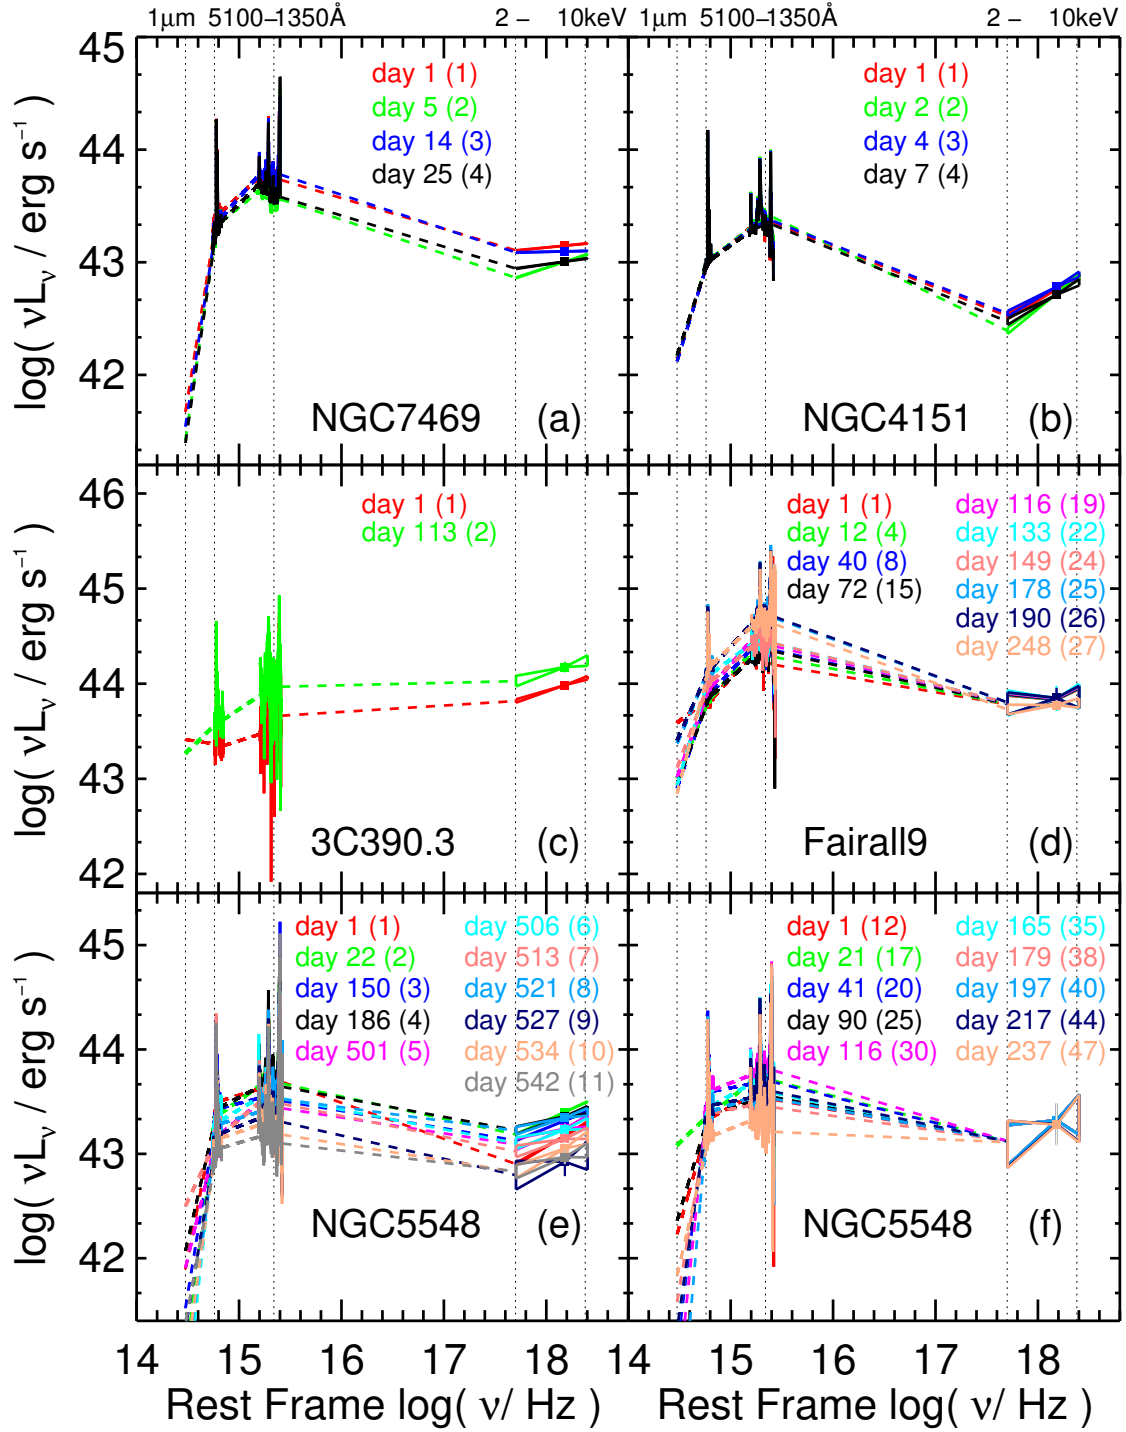 1μm 5100–1350Å 2 – 10keV 1μm 5100–1350Å 2 – 10keV
log( νLν / erg s⁻¹ )
45
44
43
42
day 1 (1)
day 5 (2)
day 14 (3)
day 25 (4)
NGC7469 (a)
day 1 (1)
day 2 (2)
day 4 (3)
day 7 (4)
NGC4151 (b)
log( νLν / erg s⁻¹ )
46
45
44
43
42
day 1 (1)
day 113 (2)
3C390.3 (c)
day 1 (1)
day 12 (4)
day 40 (8)
day 72 (15)
day 116 (19)
day 133 (22)
day 149 (24)
day 178 (25)
day 190 (26)
day 248 (27)
Fairall9 (d)
log( νLν / erg s⁻¹ )
45
44
43
42
day 1 (1)
day 22 (2)
day 150 (3)
day 186 (4)
day 501 (5)
day 506 (6)
day 513 (7)
day 521 (8)
day 527 (9)
day 534 (10)
day 542 (11)
NGC5548 (e)
day 1 (12)
day 21 (17)
day 41 (20)
day 90 (25)
day 116 (30)
day 165 (35)
day 179 (38)
day 197 (40)
day 217 (44)
day 237 (47)
NGC5548 (f)
14 15 16 17 18 14 15 16 17 18
Rest Frame log( ν/ Hz ) Rest Frame log( ν/ Hz )